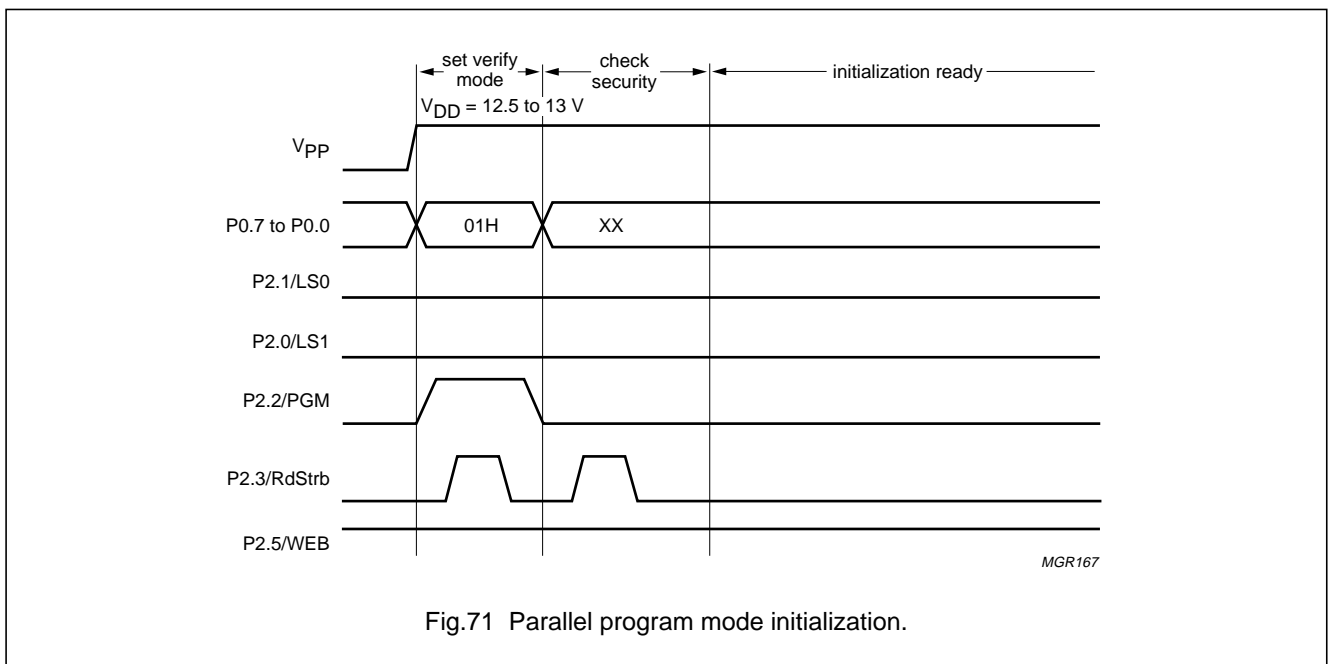 set verify
mode
check
security
initialization ready
VDD = 12.5 to 13 V
VPP
P0.7 to P0.0
01H
XX
P2.1/LS0
P2.0/LS1
P2.2/PGM
P2.3/RdStrb
P2.5/WEB
MGR167
Fig.71 Parallel program mode initialization.